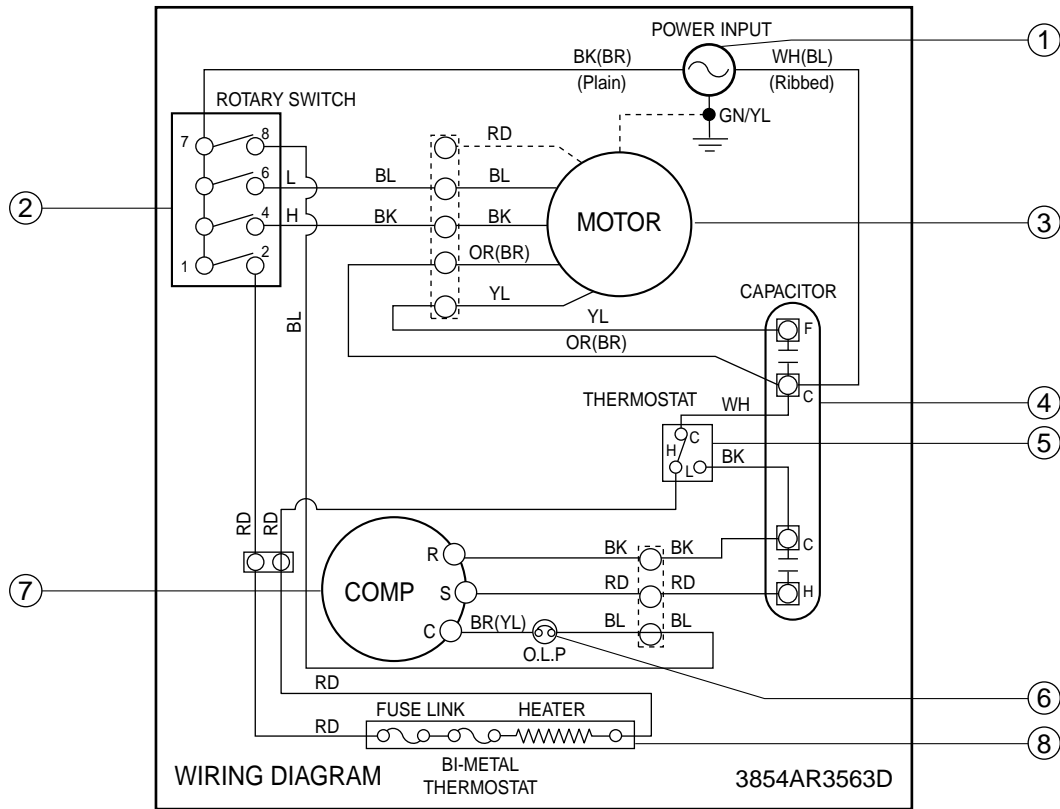 POWER INPUT
1
BK(BR)
(Plain)
WH(BL)
(Ribbed)
GN/YL
ROTARY SWITCH
7
8
6
L
4
H
1
2
2
RD
BL
BL
BK
BK
OR(BR)
YL
MOTOR
3
CAPACITOR
BL
YL
OR(BR)
F
C
THERMOSTAT
WH
4
C
H
L
BK
5
RD
RD
R
BK
BK
C
COMP
S
RD
RD
H
7
C
BR(YL)
BL
BL
O.L.P
RD
6
RD
FUSE LINK
HEATER
8
BI-METAL
THERMOSTAT
WIRING DIAGRAM
3854AR3563D